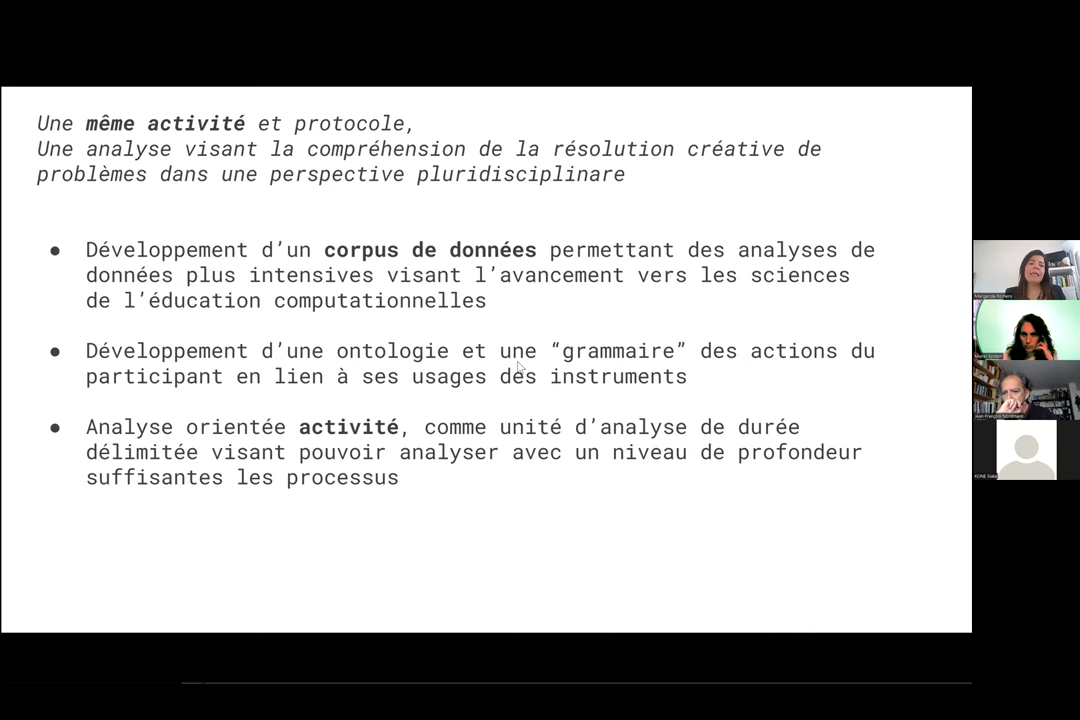 Une même activité et protocole,
Une analyse visant la compréhension de la résolution créative de
problèmes dans une perspective pluridisciplinare
● Développement d’un corpus de données permettant des analyses de
données plus intensives visant l’avancement vers les sciences
de l’éducation computationnelles
● Développement d’une ontologie et une “grammaire” des actions du
participant en lien à ses usages des instruments
● Analyse orientée activité, comme unité d’analyse de durée
délimitée visant pouvoir analyser avec un niveau de profondeur
suffisantes les processus
Margarida Romero